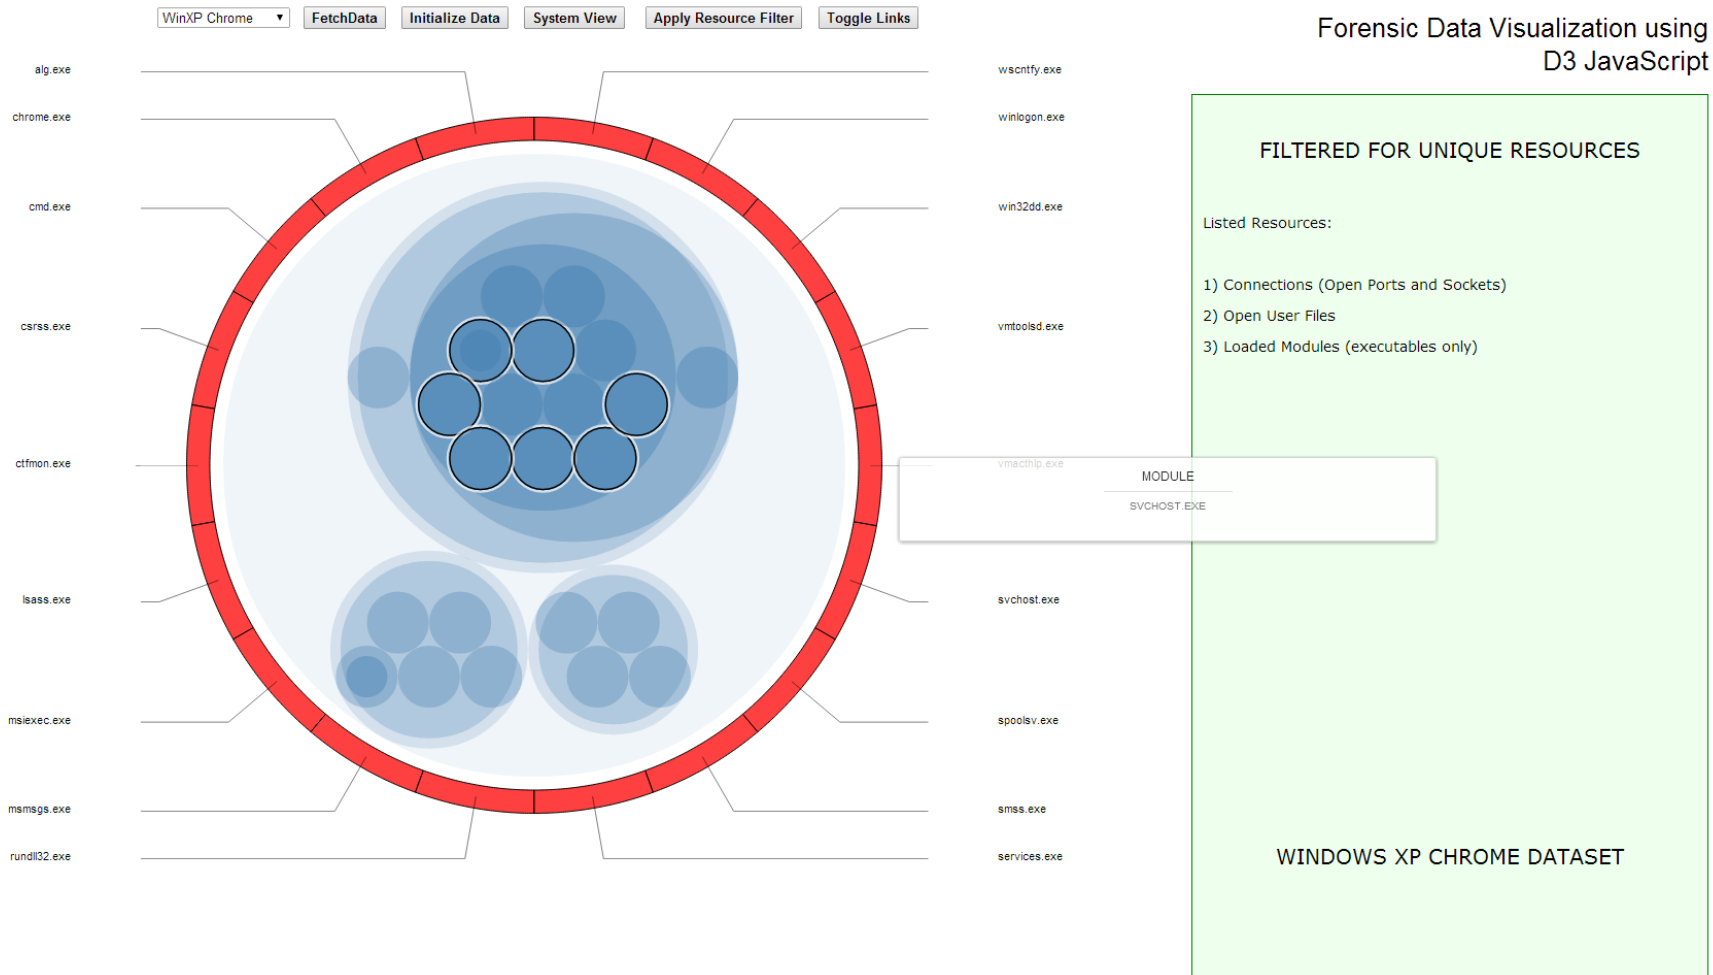 WinXP Chrome
FetchData
Initialize Data
System View
Apply Resource Filter
Toggle Links
Forensic Data Visualization using
D3 JavaScript
alg.exe
chrome.exe
cmd.exe
csrss.exe
ctfmon.exe
lsass.exe
msiexec.exe
msmsgs.exe
rundll32.exe
wscntfy.exe
winlogon.exe
win32dd.exe
vmtoolsd.exe
vmacthlp.exe
MODULE
SVCHOST.EXE
svchost.exe
spoolsv.exe
smss.exe
services.exe
FILTERED FOR UNIQUE RESOURCES
Listed Resources:
1) Connections (Open Ports and Sockets)
2) Open User Files
3) Loaded Modules (executables only)
WINDOWS XP CHROME DATASET